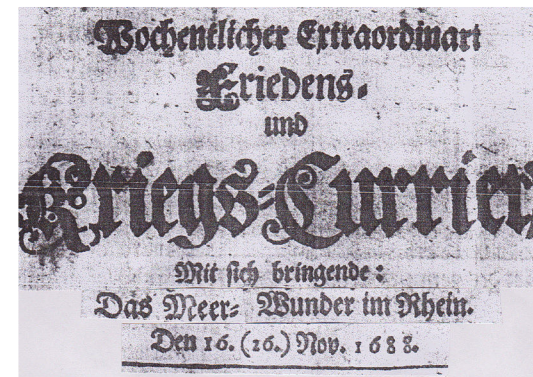 Wochentlicher Extraordinari
Friedens-
und
Kriegs-Currier,
Mit sich bringende:
Das Meer- Wunder im Rhein.
Den 16. (26.) Nov. 1688.